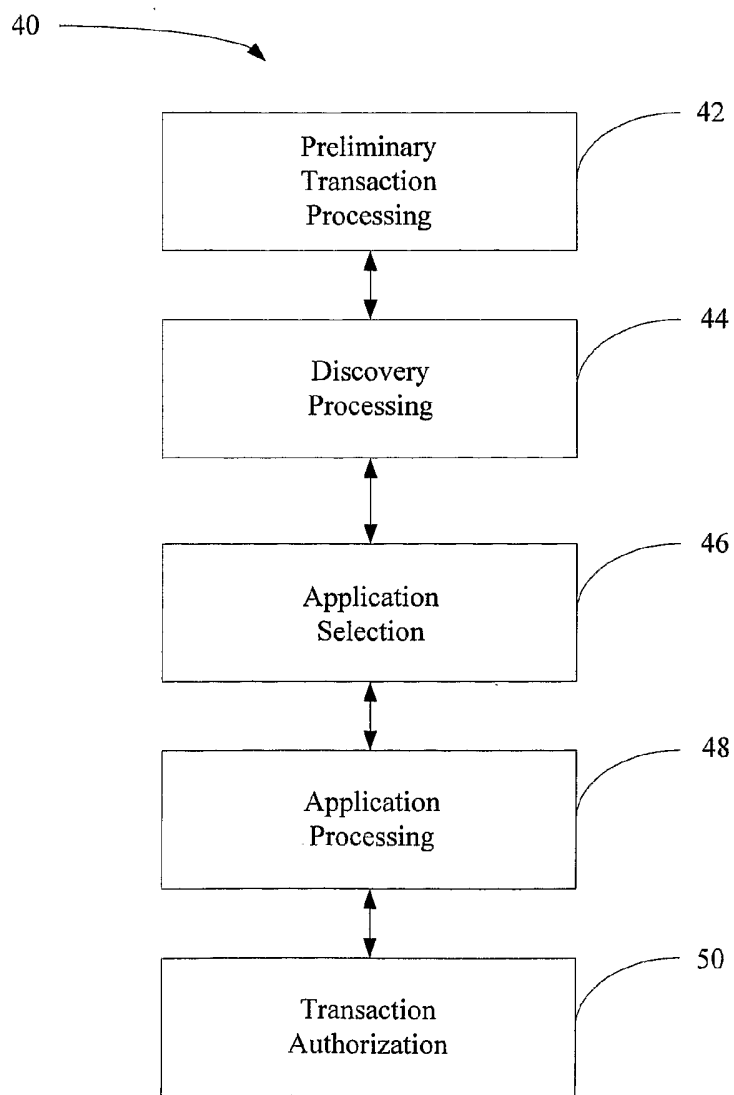 40
42
Preliminary
Transaction
Processing
44
Discovery
Processing
46
Application
Selection
48
Application
Processing
50
Transaction
Authorization